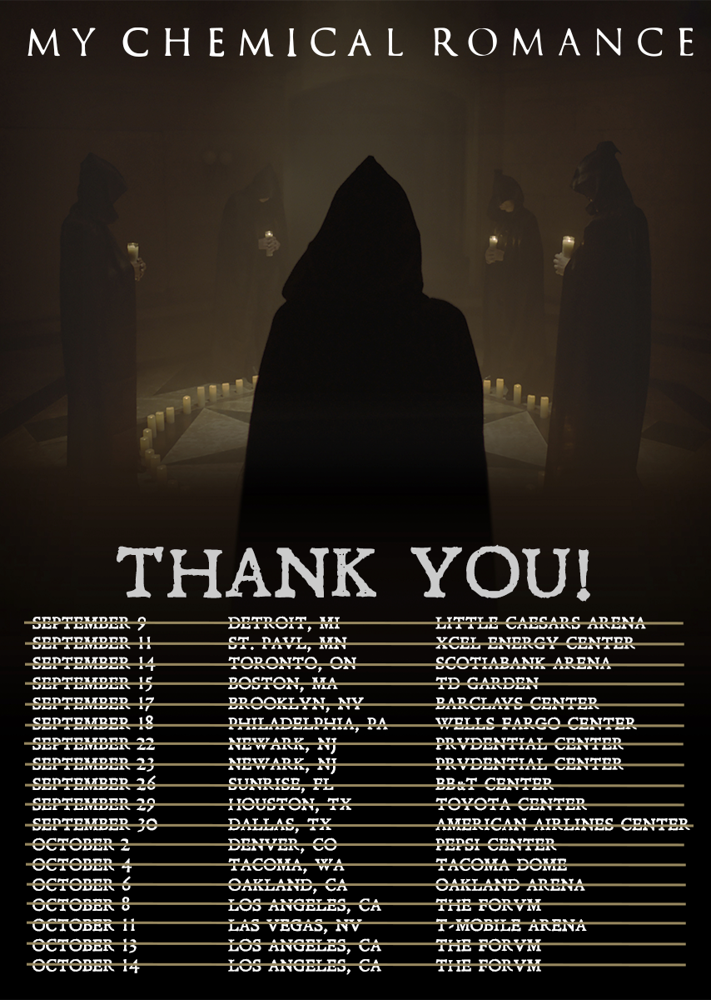 MY CHEMICAL ROMANCE
THANK YOU!
SEPTEMBER 9 DETROIT, MI LITTLE CAESARS ARENA
SEPTEMBER 11 ST. PAVL, MN XCEL ENERGY CENTER
SEPTEMBER 14 TORONTO, ON SCOTIABANK ARENA
SEPTEMBER 15 BOSTON, MA TD GARDEN
SEPTEMBER 17 BROOKLYN, NY BARCLAYS CENTER
SEPTEMBER 18 PHILADELPHIA, PA WELLS FARGO CENTER
SEPTEMBER 22 NEWARK, NJ PRVDENTIAL CENTER
SEPTEMBER 23 NEWARK, NJ PRVDENTIAL CENTER
SEPTEMBER 26 SUNRISE, FL BB&T CENTER
SEPTEMBER 29 HOUSTON, TX TOYOTA CENTER
SEPTEMBER 30 DALLAS, TX AMERICAN AIRLINES CENTER
OCTOBER 2 DENVER, CO PEPSI CENTER
OCTOBER 4 TACOMA, WA TACOMA DOME
OCTOBER 6 OAKLAND, CA OAKLAND ARENA
OCTOBER 8 LOS ANGELES, CA THE FORVM
OCTOBER 11 LAS VEGAS, NV T-MOBILE ARENA
OCTOBER 13 LOS ANGELES, CA THE FORVM
OCTOBER 14 LOS ANGELES, CA THE FORVM